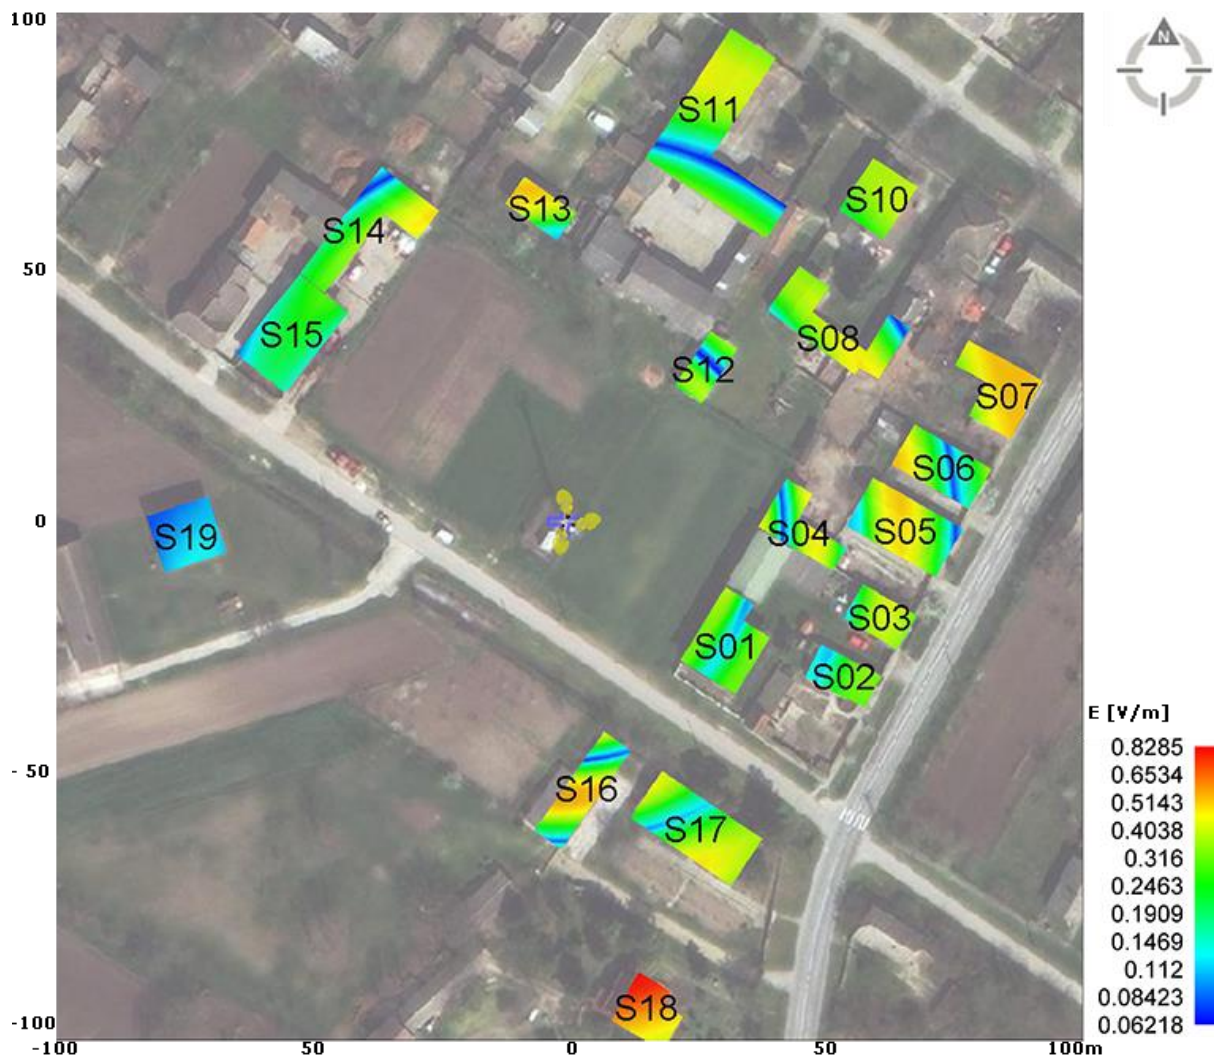 100
N
S11
S10
S13
S14
50
S15
S08
S12
S07
S06
0
S19
S04
S05
S03
S01
S02
E [V/m]
0.8285
- 50
0.6534
S16
0.5143
S17
0.4038
0.316
0.2463
0.1909
0.1469
0.112
S18
0.08423
-100
0.06218
-100
50
0
50
100m